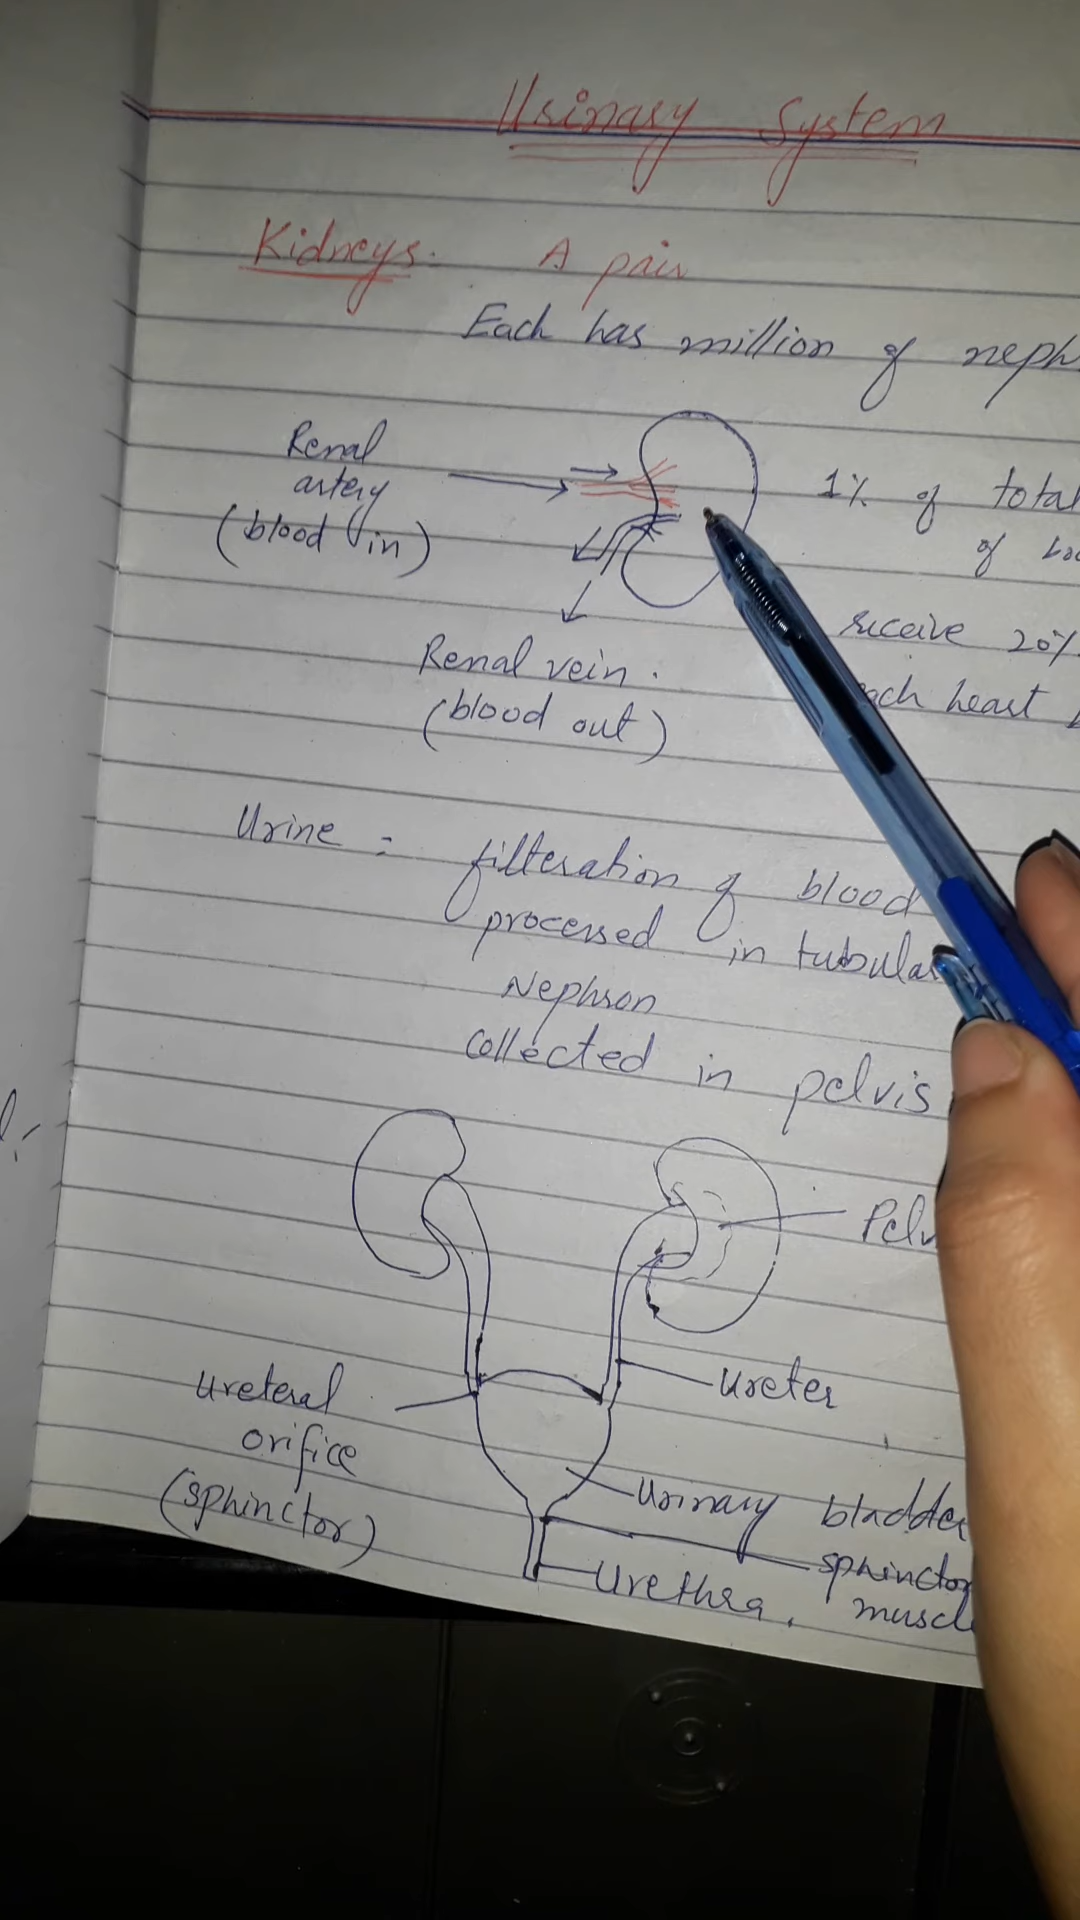 Urinary System
Kidneys. A pair
Each has million of neph
Renal
artery
(blood in)
1% of total
of
receive 20%
each heart
Renal vein.
(blood out)
Urine = filteration of blood
processed in tubular
Nephron
collected in pelvis
Pelv
Ureter
Ureteral
orifice
(sphinctor)
Urinary bladder
sphinctor
muscle
Urethra.